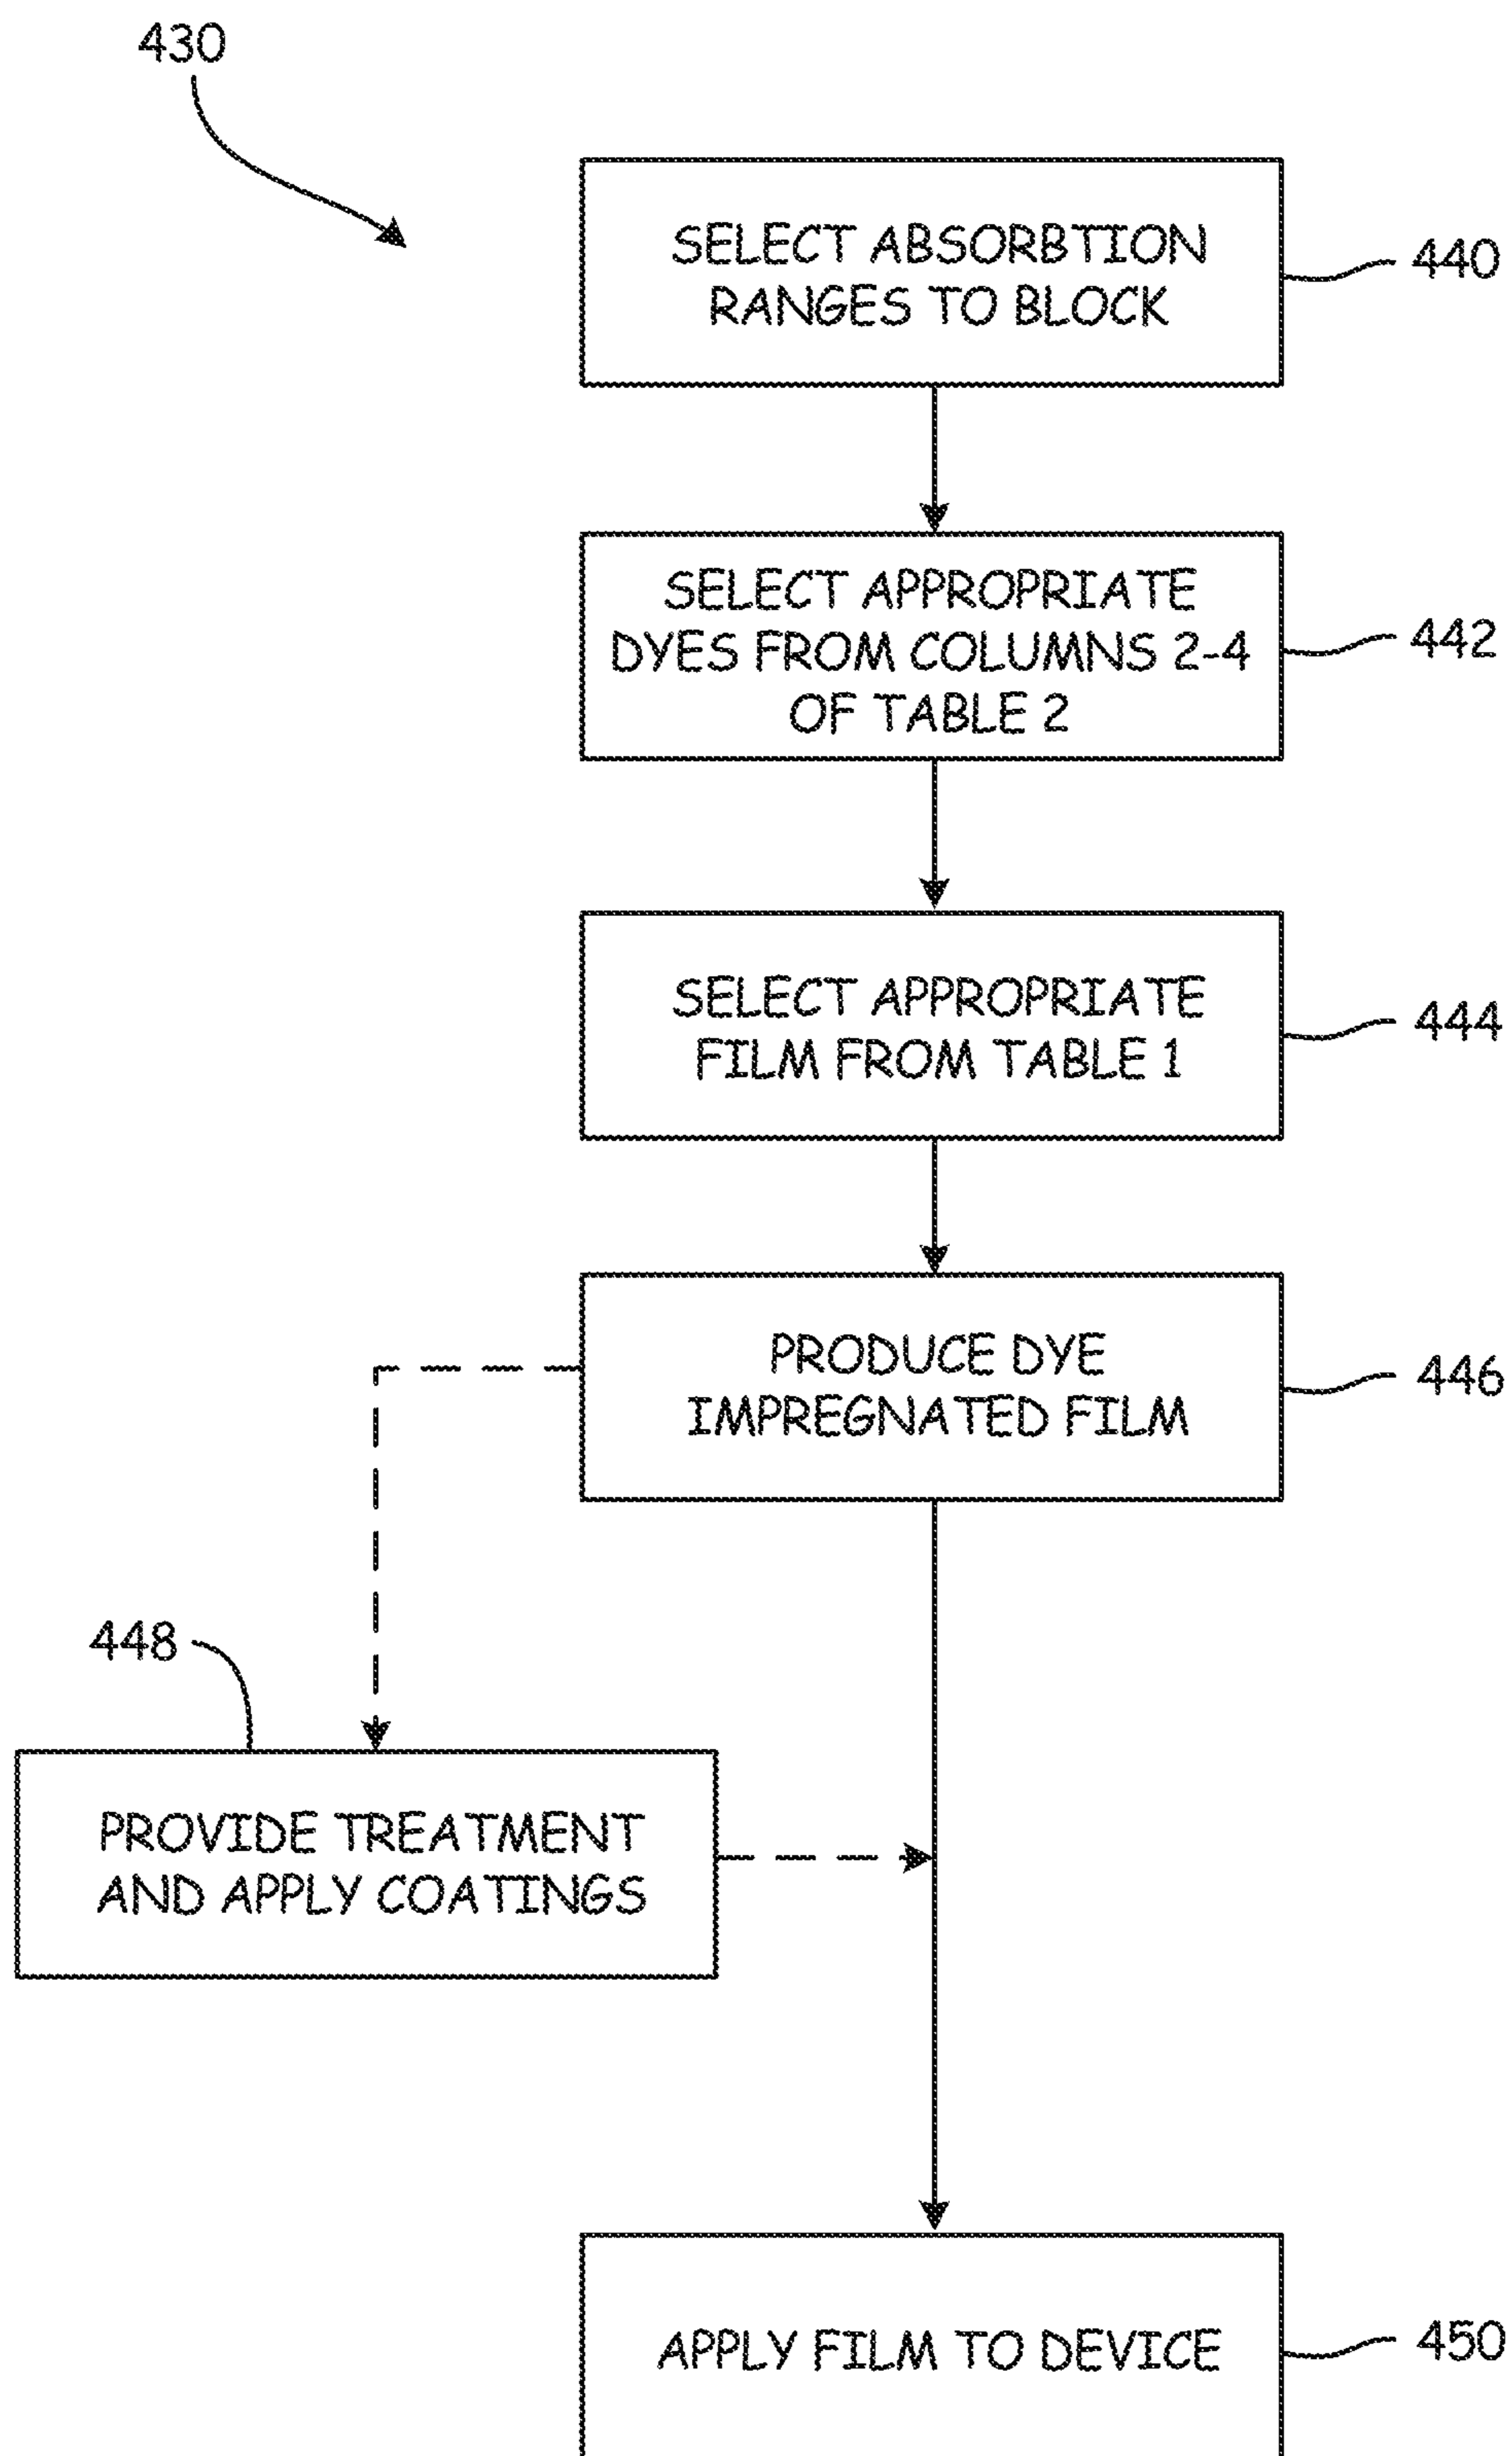 430
SELECT ABSORBTION
RANGES TO BLOCK
440
SELECT APPROPRIATE
DYES FROM COLUMNS 2-4
OF TABLE 2
442
SELECT APPROPRIATE
FILM FROM TABLE 1
444
PRODUCE DYE
IMPREGNATED FILM
446
448
PROVIDE TREATMENT
AND APPLY COATINGS
APPLY FILM TO DEVICE
450